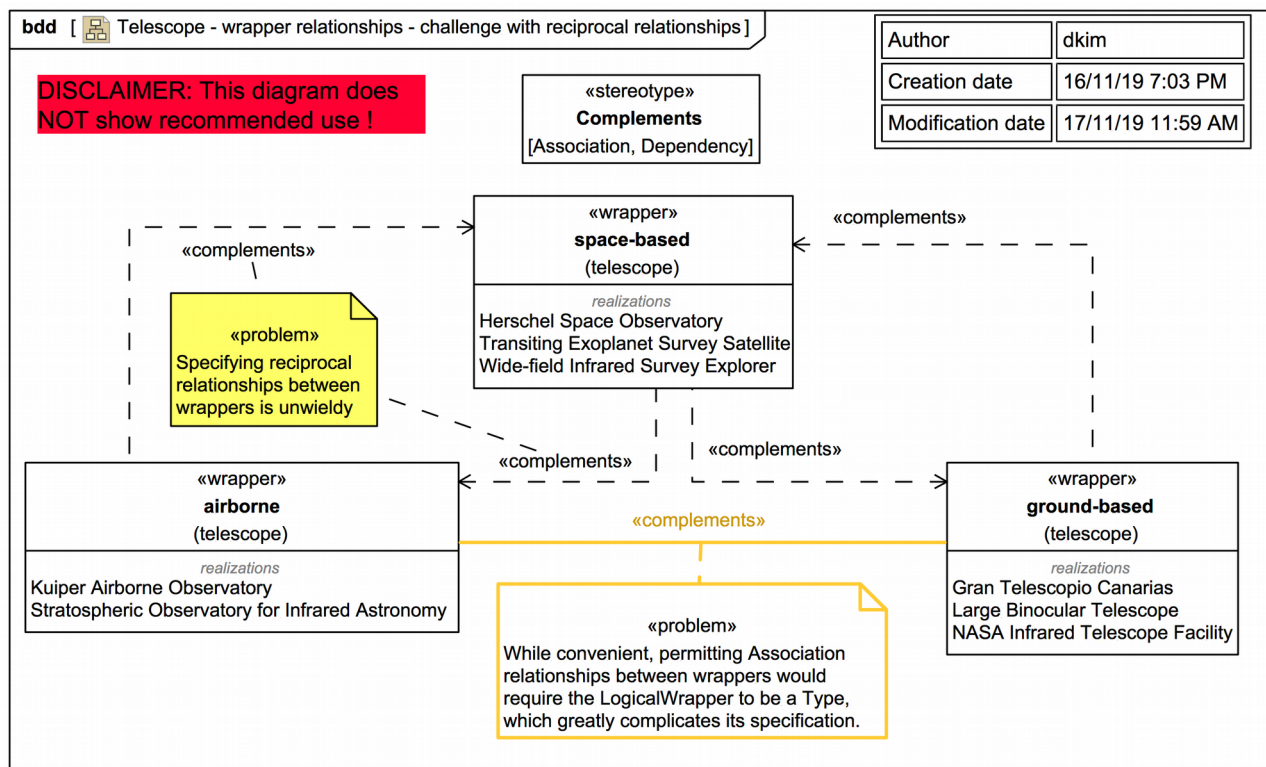 bdd [ Telescope - wrapper relationships - challenge with reciprocal relationships ]
Author dkim
Creation date 16/11/19 7:03 PM
Modification date 17/11/19 11:59 AM
DISCLAIMER: This diagram does
NOT show recommended use !
«stereotype»
Complements
[Association, Dependency]
«wrapper»
space-based
(telescope)
realizations
Herschel Space Observatory
Transiting Exoplanet Survey Satellite
Wide-field Infrared Survey Explorer
«complements»
«complements»
«problem»
Specifying reciprocal
relationships between
wrappers is unwieldy
«complements»
«complements»
«wrapper»
airborne
(telescope)
realizations
Kuiper Airborne Observatory
Stratospheric Observatory for Infrared Astronomy
«complements»
«wrapper»
ground-based
(telescope)
realizations
Gran Telescopio Canarias
Large Binocular Telescope
NASA Infrared Telescope Facility
«problem»
While convenient, permitting Association
relationships between wrappers would
require the LogicalWrapper to be a Type,
which greatly complicates its specification.